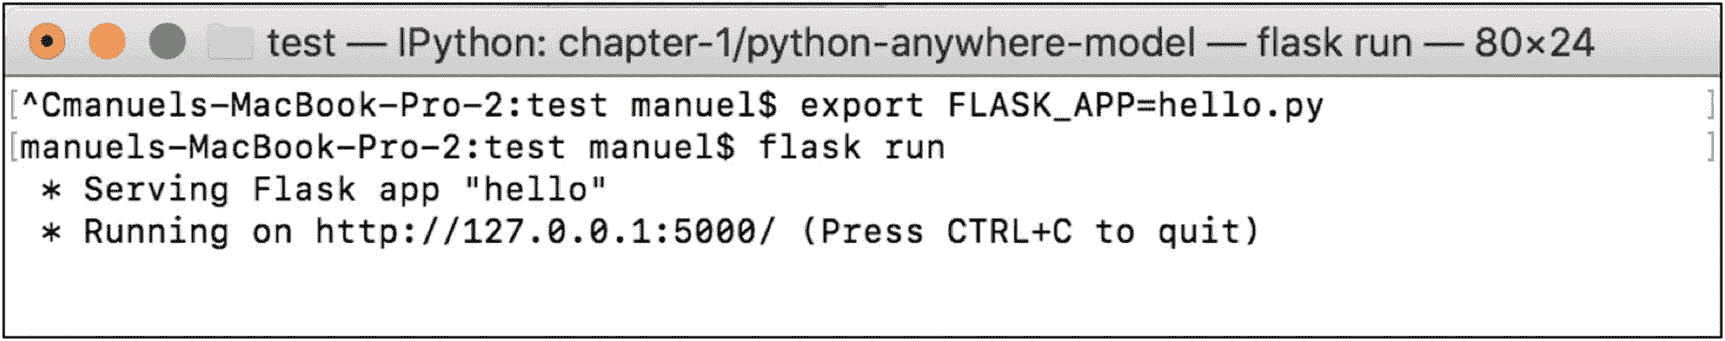 test — IPython: chapter-1/python-anywhere-model — flask run — 80×24
[^Cmanuels-MacBook-Pro-2:test manuel$ export FLASK_APP=hello.py ]
[manuels-MacBook-Pro-2:test manuel$ flask run ]
* Serving Flask app "hello"
* Running on http://127.0.0.1:5000/ (Press CTRL+C to quit)